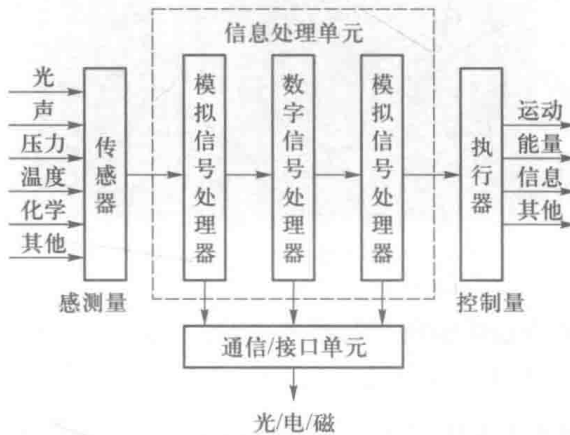 信息处理单元
光
声
压力
温度
化学
其他
感测量
传感器
模拟信号处理器
数字信号处理器
模拟信号处理器
执行器
运动
能量
信息
其他
控制量
通信/接口单元
光/电/磁